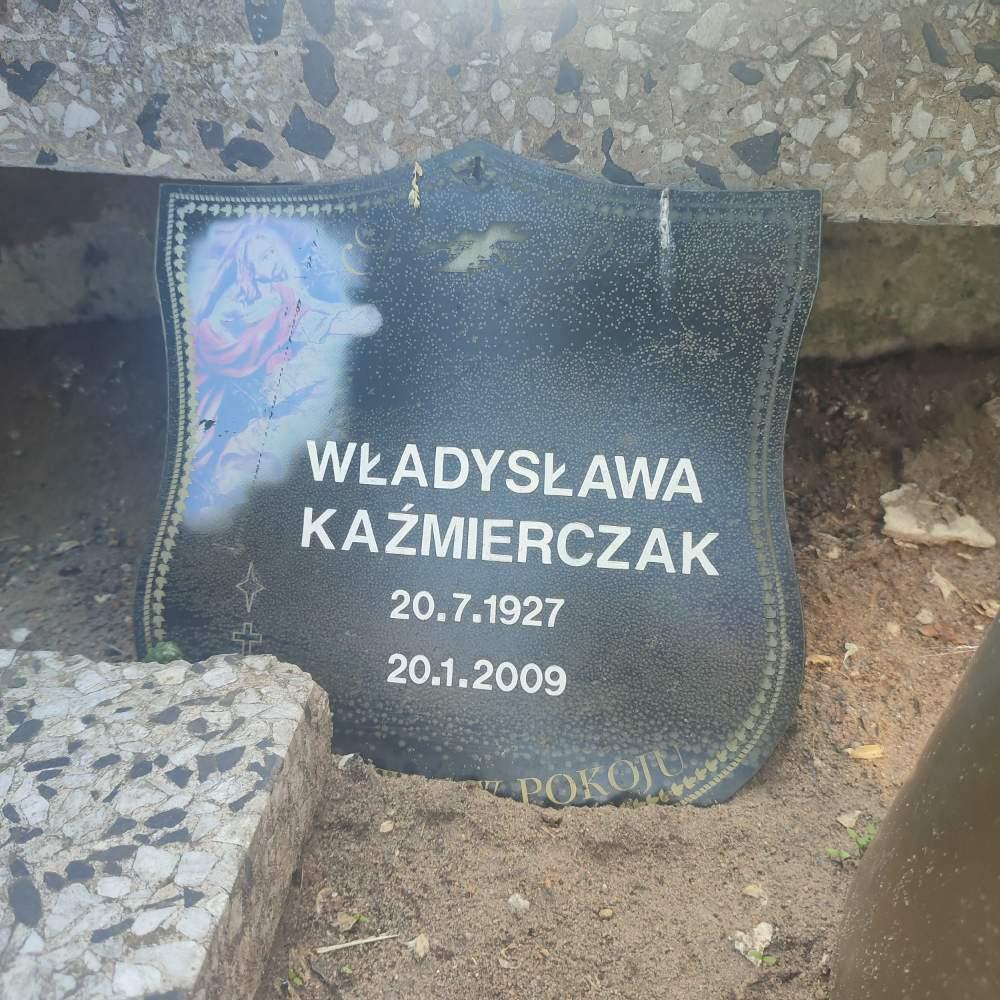 WŁADYSŁAWA
KAŹMIERCZAK
20.7.1927
20.1.2009
W POKOJU